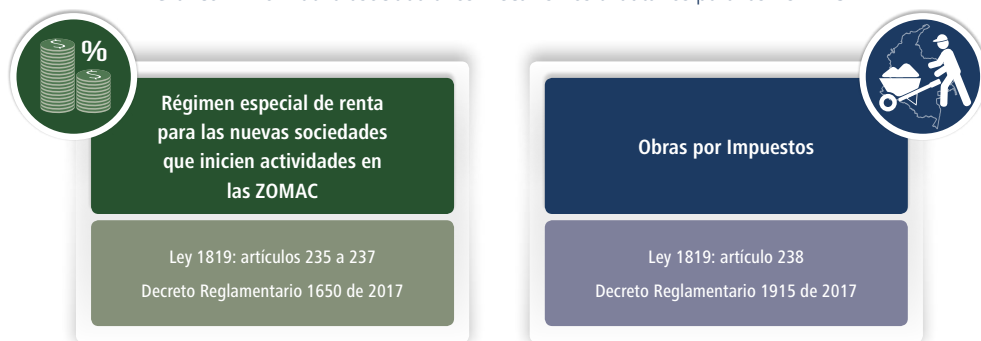 %
Régimen especial de renta
para las nuevas sociedades
que inicien actividades en
las ZOMAC
Ley 1819: artículos 235 a 237
Decreto Reglamentario 1650 de 2017
Obras por Impuestos
Ley 1819: artículo 238
Decreto Reglamentario 1915 de 2017